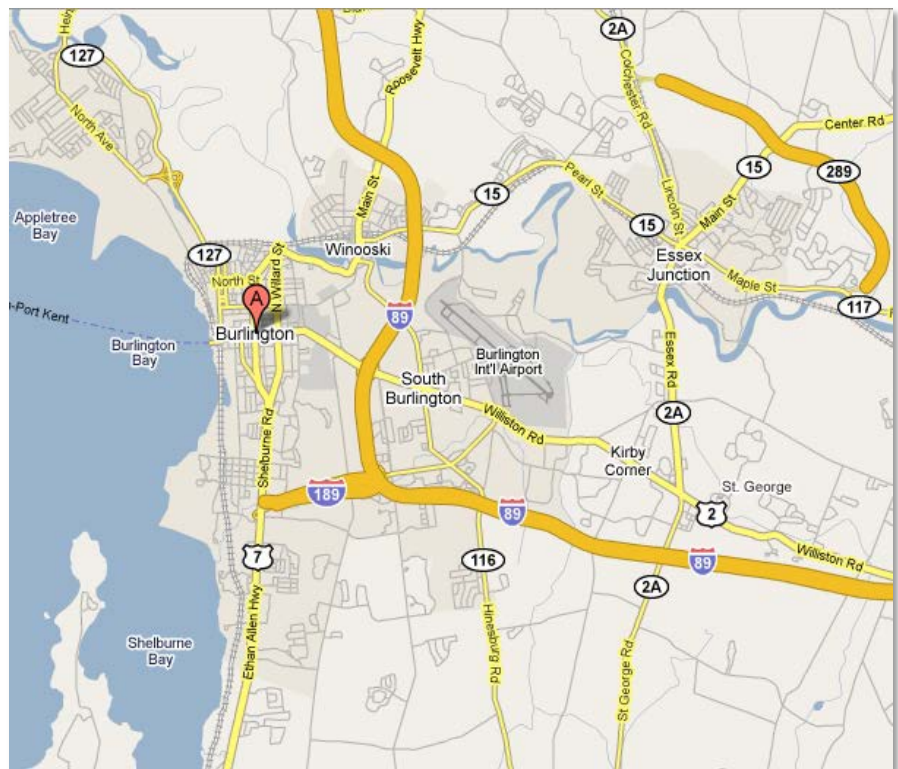 2A
Roosevelt Hwy
127
Colchester Rd
North Ave
Center Rd
15
289
Pearl St
15
Main St
Lincoln St
Main St
15
Appletree
Bay
127
Winooski
Essex
Junction
North St
N Willard St
Maple St
A
117
-Port Kent
89
Burlington
Burlington
Bay
Burlington
Int'l Airport
South
Burlington
Essex Rd
2A
Williston Rd
Shelburne Rd
Kirby
Corner
St. George
189
89
2
7
116
89
Williston Rd
2A
Ethan Allen Hwy
Hinesburg Rd
Shelburne
Bay
St George Rd